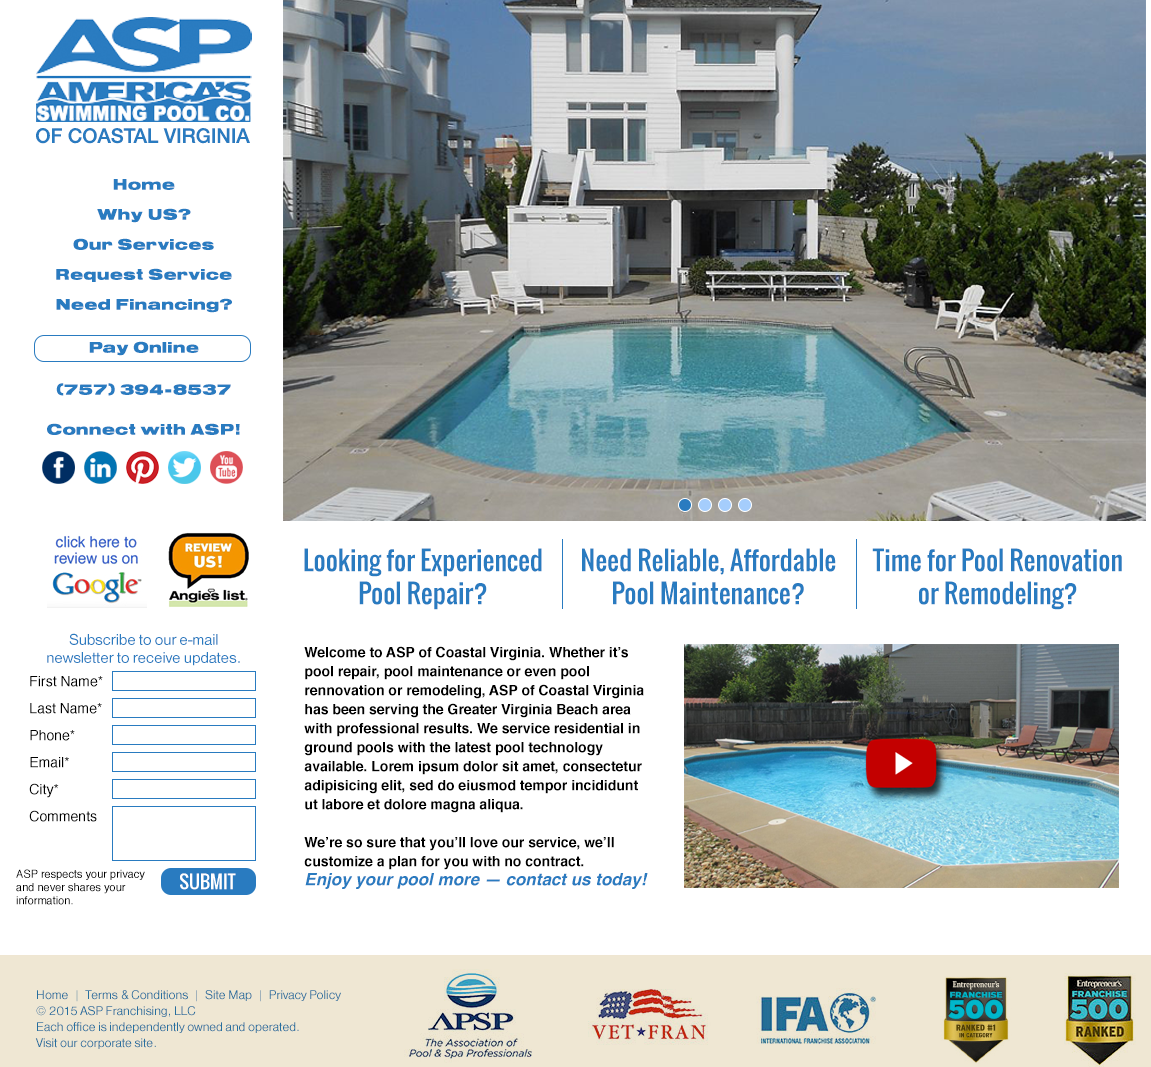 ASP
AMERICA'S
SWIMMING POOL CO.
OF COASTAL VIRGINIA
Home
Why US?
Our Services
Request Service
Need Financing?
Pay Online
(757) 394-8537
Connect with ASP!
f in P You Tube
click here to
review us on
Google
REVIEW
US!
Angie's list.
Subscribe to our e-mail
newsletter to receive updates.
First Name*
Last Name*
Phone*
Email*
City*
Comments
ASP respects your privacy
and never shares your
information.
SUBMIT
Looking for Experienced
Pool Repair?
Need Reliable, Affordable
Pool Maintenance?
Time for Pool Renovation
or Remodeling?
Welcome to ASP of Coastal Virginia. Whether it's
pool repair, pool maintenance or even pool
rennovation or remodeling, ASP of Coastal Virginia
has been serving the Greater Virginia Beach area
with professional results. We service residential in
ground pools with the latest pool technology
available. Lorem ipsum dolor sit amet, consectetur
adipisicing elit, sed do eiusmod tempor incididunt
ut labore et dolore magna aliqua.
We're so sure that you'll love our service, we'll
customize a plan for you with no contract.
Enjoy your pool more — contact us today!
Home | Terms & Conditions | Site Map | Privacy Policy
© 2015 ASP Franchising, LLC
Each office is independently owned and operated.
Visit our corporate site.
APSP
The Association of
Pool & Spa Professionals
VET★FRAN
IFA®
INTERNATIONAL FRANCHISE ASSOCIATION
Entrepreneur's
FRANCHISE
500
RANKED #1
IN CATEGORY
Entrepreneur's
FRANCHISE
500
RANKED